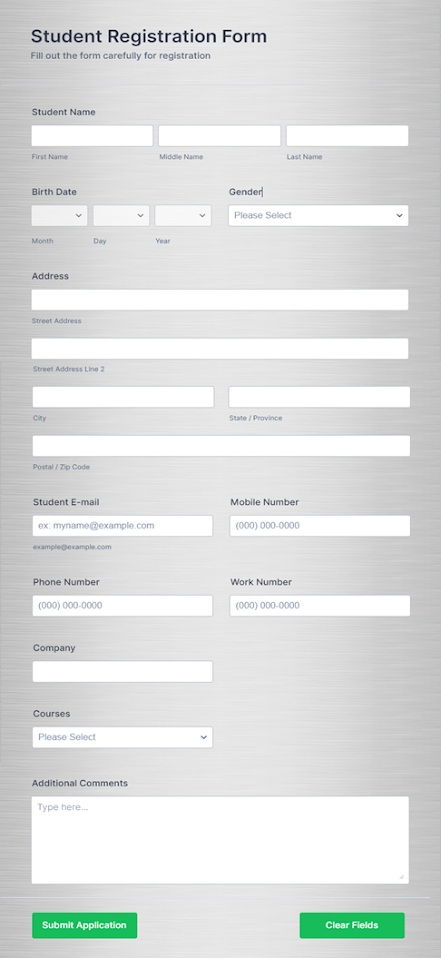 Student Registration Form
Fill out the form carefully for registration
Student Name
First Name Middle Name Last Name
Birth Date Gender
Please Select
Month Day Year
Address
Street Address
Street Address Line 2
City State / Province
Postal / Zip Code
Student E-mail Mobile Number
ex: myname@example.com (000) 000-0000
example@example.com
Phone Number Work Number
(000) 000-0000 (000) 000-0000
Company
Courses
Please Select
Additional Comments
Type here...
Submit Application Clear Fields